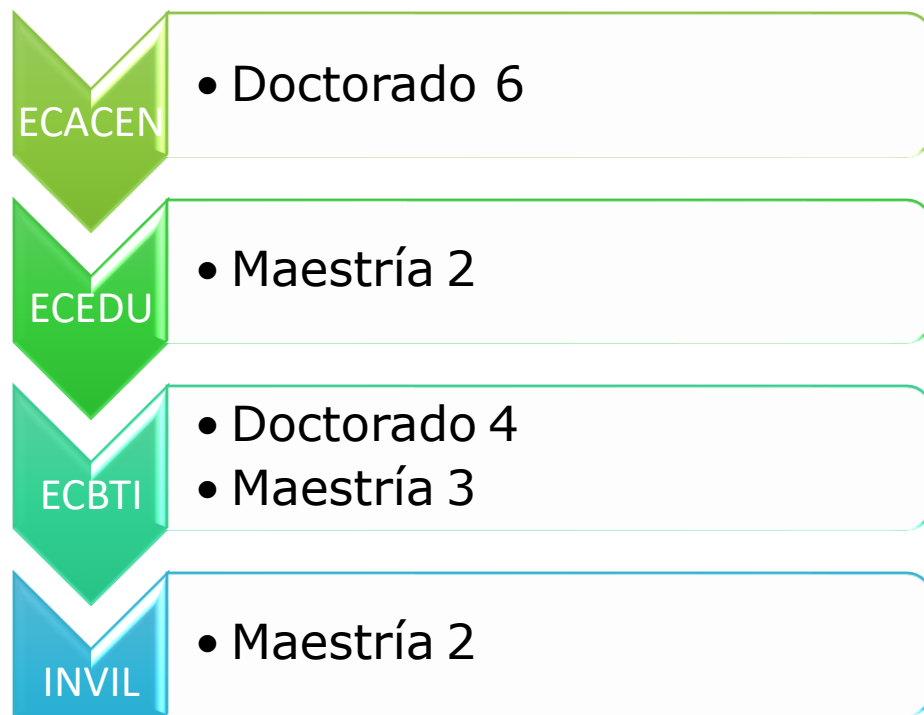 ECACEN
• Doctorado 6
ECEDU
• Maestría 2
ECBTI
• Doctorado 4
• Maestría 3
INVIL
• Maestría 2